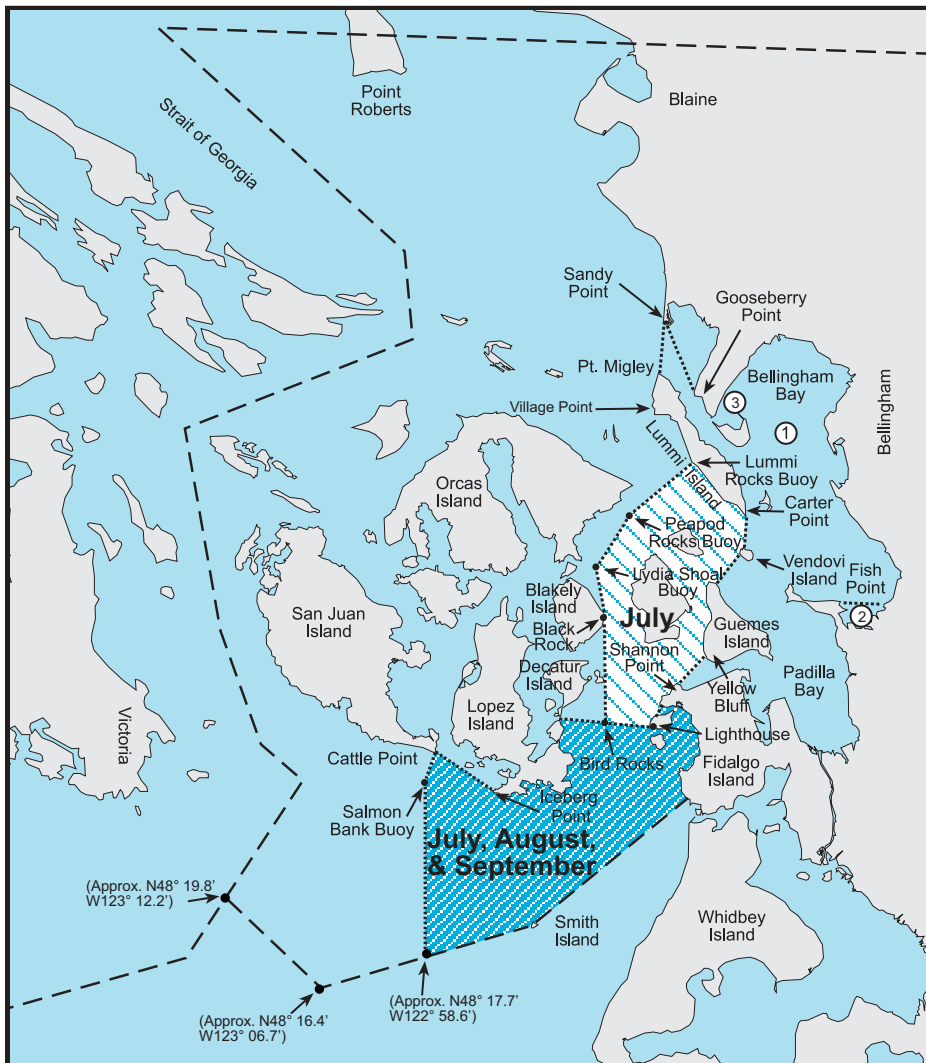 Point
Roberts
Blaine
Strait of Georgia
Sandy
Point
Gooseberry
Point
Pt. Migley
Bellingham
Bay
Village Point
3
1
Bellingham
Lummi Island
Lummi
Rocks Buoy
Orcas
Island
Carter
Point
Peapod
Rocks Buoy
Vendovi
Island
Fish
Point
Lydia Shoal
Buoy
Blakely
Island
2
San Juan
Island
July
Black
Rock
Guemes
Island
Shannon
Point
Decatur
Island
Padilla
Bay
Yellow
Bluff
Lopez
Island
Victoria
Lighthouse
Cattle Point
Bird Rocks
Fidalgo
Island
Iceberg
Point
Salmon
Bank Buoy
July, August,
& September
(Approx. N48° 19.8’
W123° 12.2’)
Smith
Island
Whidbey
Island
(Approx. N48° 16.4’
W123° 06.7’)
(Approx. N48° 17.7’
W122° 58.6’)